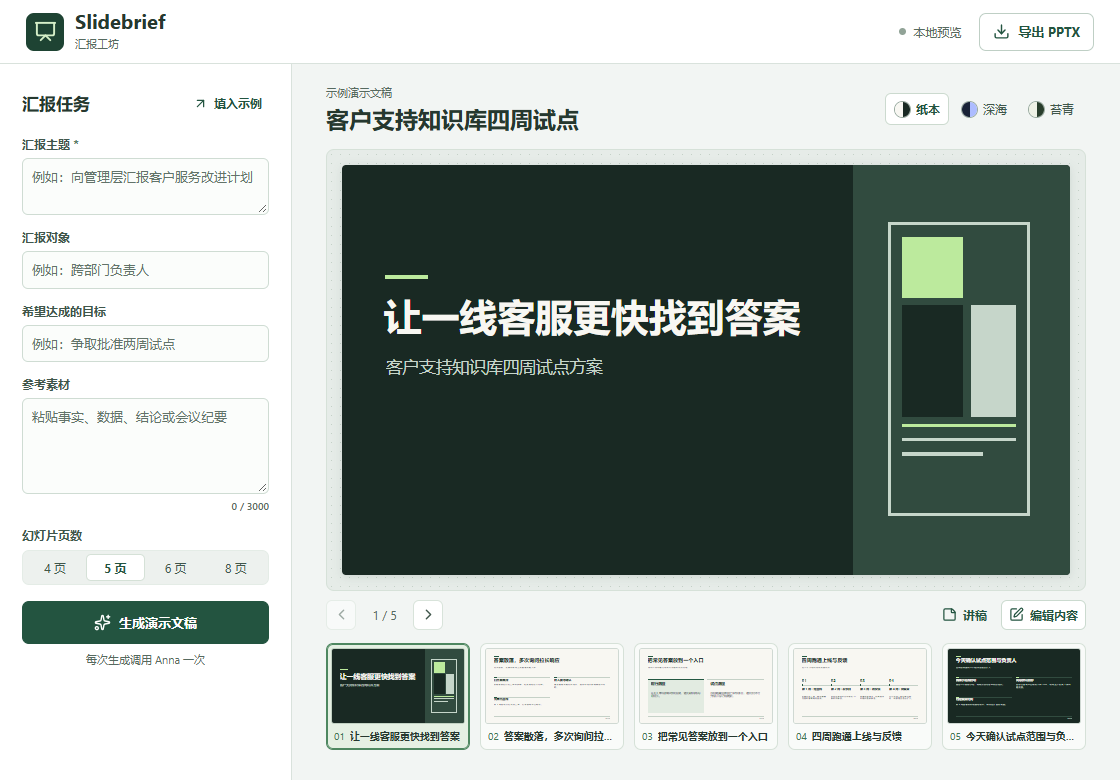 Slidebrief
汇报工坊
本地预览
导出 PPTX
汇报任务
填入示例
汇报主题 *
例如：向管理层汇报客户服务改进计划
汇报对象
例如：跨部门负责人
希望达成的目标
例如：争取批准两周试点
参考素材
粘贴事实、数据、结论或会议纪要
0 / 3000
幻灯片页数
4 页
5 页
6 页
8 页
生成演示文稿
每次生成调用 Anna 一次
示例演示文稿
客户支持知识库四周试点
纸本
深海
苔青
让一线客服更快找到答案
客户支持知识库四周试点方案
1 / 5
讲稿
编辑内容
让一线客服更快找到答案
01 让一线客服更快找到答案
答案散落，多次询问拉长响应
02 答案散落，多次询问拉...
把常见答案放到一个入口
03 把常见答案放到一个入口
四周跑通上线与反馈
04 四周跑通上线与反馈
今天确认试点范围与负责人
05 今天确认试点范围与负...